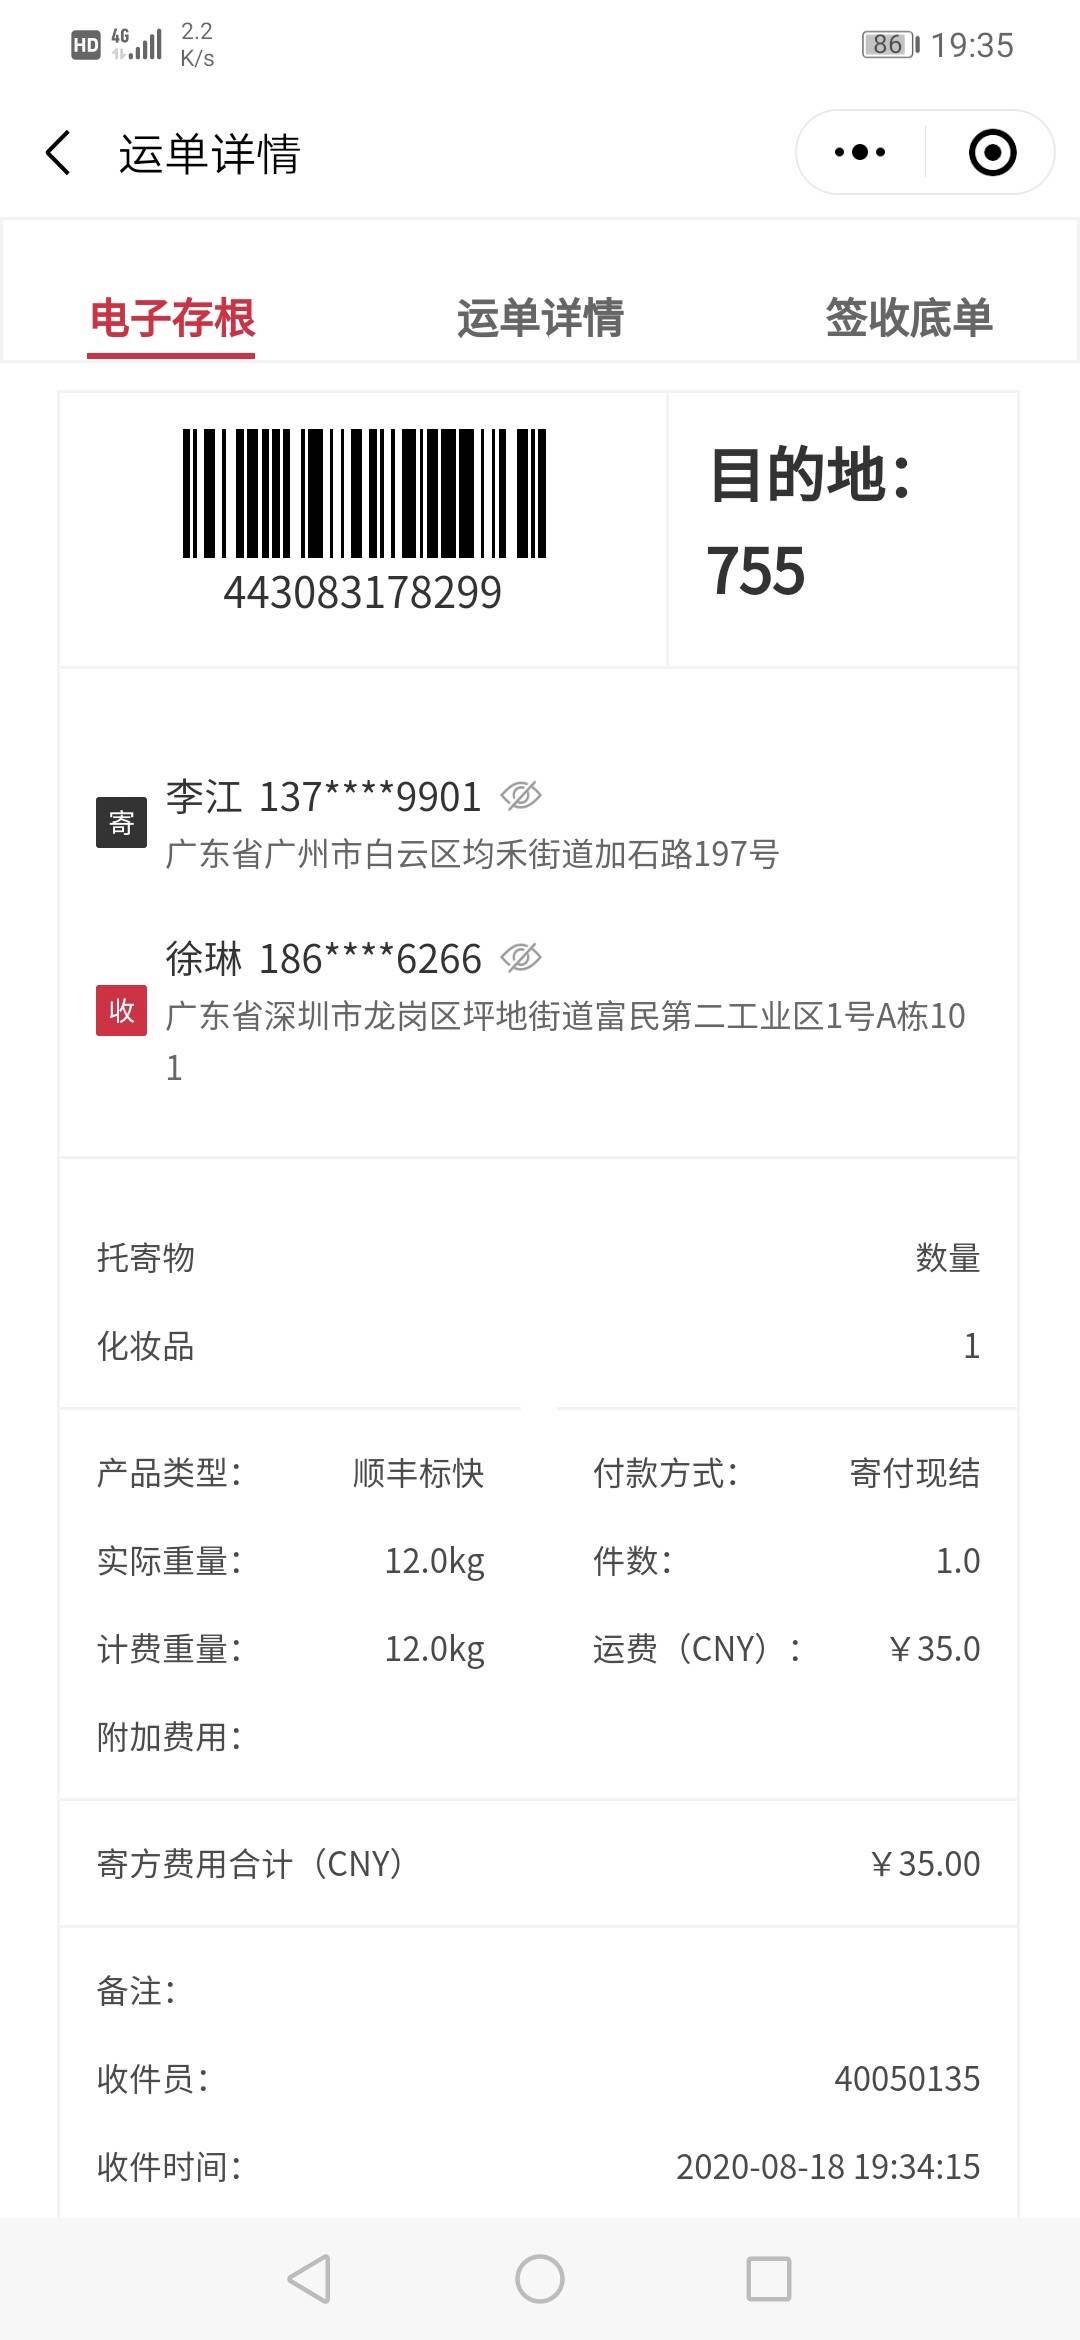 HD 4G 2.2 K/s 86 19:35
运单详情
电子存根 运单详情 签收底单
目的地：
755
443083178299
李江 137****9901
寄
广东省广州市白云区均禾街道加石路197号
徐琳 186****6266
收
广东省深圳市龙岗区坪地街道富民第二工业区1号A栋10
1
托寄物 数量
化妆品 1
产品类型： 顺丰标快 付款方式： 寄付现结
实际重量： 12.0kg 件数： 1.0
计费重量： 12.0kg 运费（CNY）： ￥35.0
附加费用：
寄方费用合计（CNY） ￥35.00
备注：
收件员： 40050135
收件时间： 2020-08-18 19:34:15